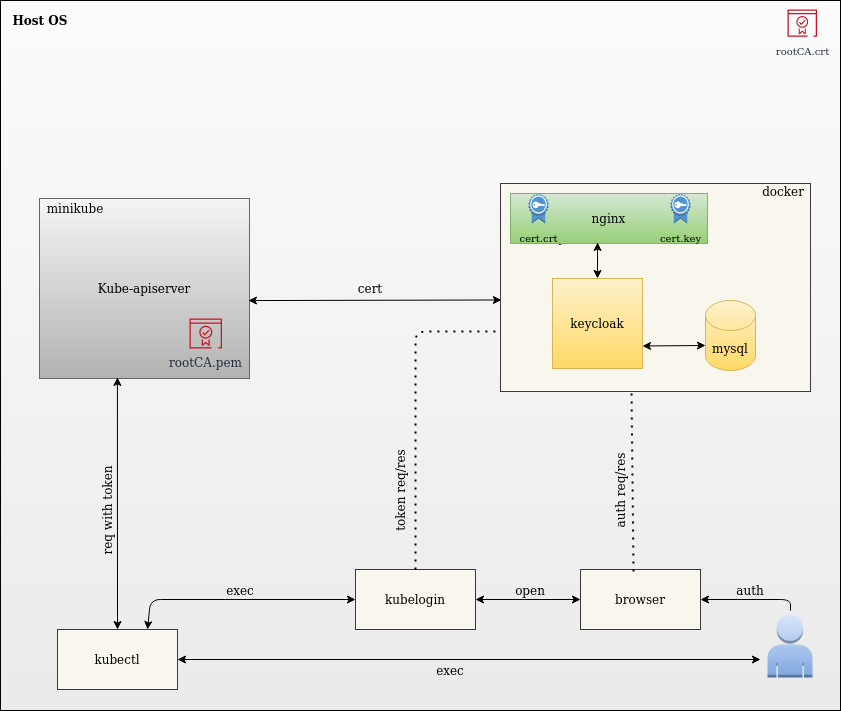 Host OS
rootCA.crt
minikube
docker
nginx
cert.crt
cert.key
Kube-apiserver
cert
keycloak
mysql
rootCA.pem
token req/res
auth req/res
req with token
exec
kubelogin
open
browser
auth
kubectl
exec